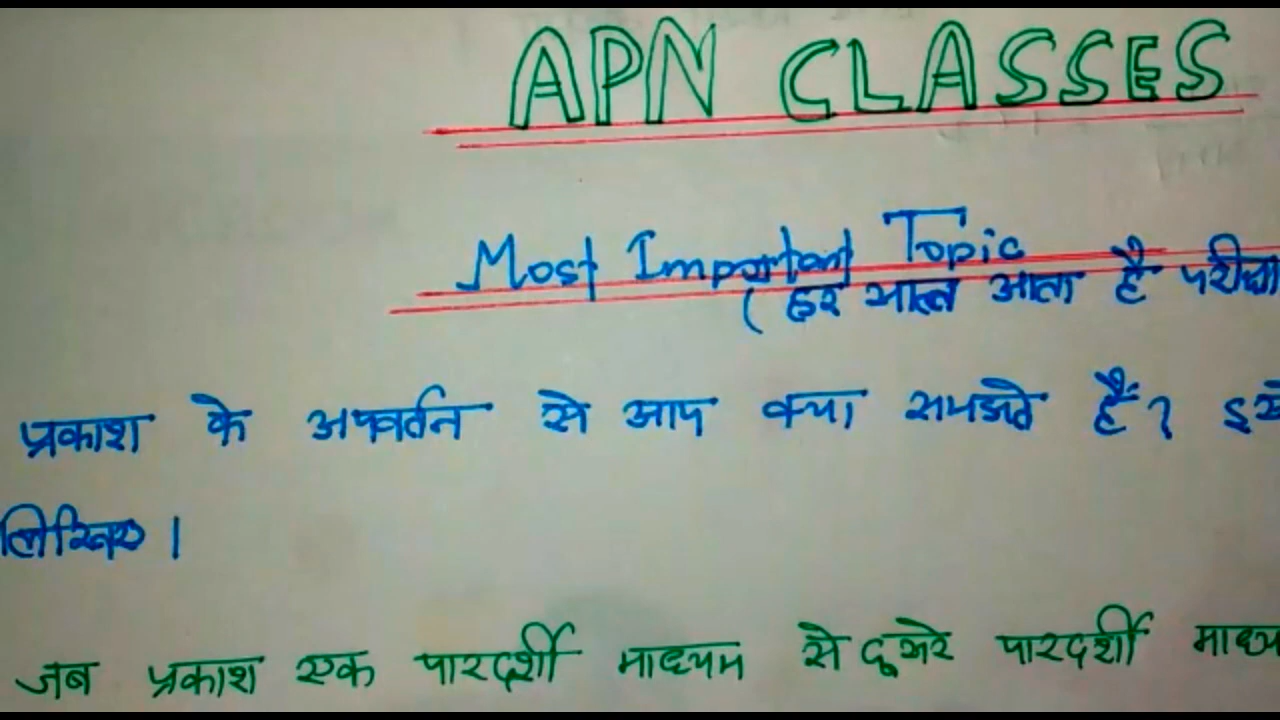 APN CLASSES
Most Important Topic
(हर साल आता है परीक्षा
प्रकाश के अपवर्तन से आप क्या समझते हैं? इसके
लिखिए।
जब प्रकाश एक पारदर्शी माध्यम से दूसरे पारदर्शी माध्य